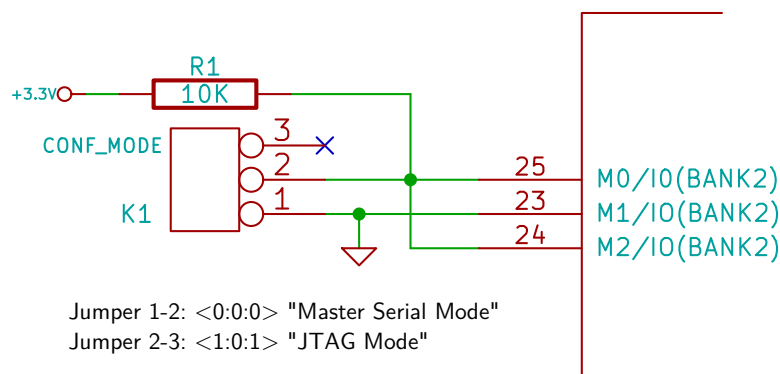 R1
+3.3V
10K
CONF_MODE
3
2
1
K1
25
M0/I0(BANK2)
23
M1/IO(BANK2)
24
M2/IO(BANK2)
Jumper 1-2: <0:0:0> "Master Serial Mode"
Jumper 2-3: <1:0:1> "JTAG Mode"